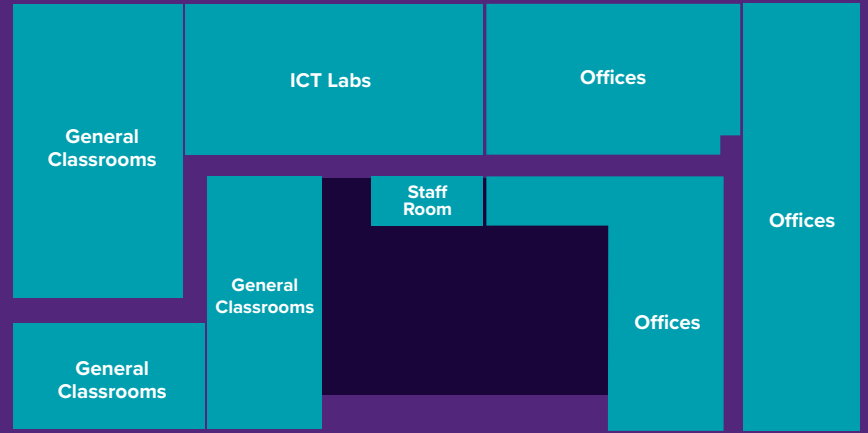 General
Classrooms
ICT Labs
Offices
Staff
Room
General
Classrooms
Offices
Offices
General
Classrooms